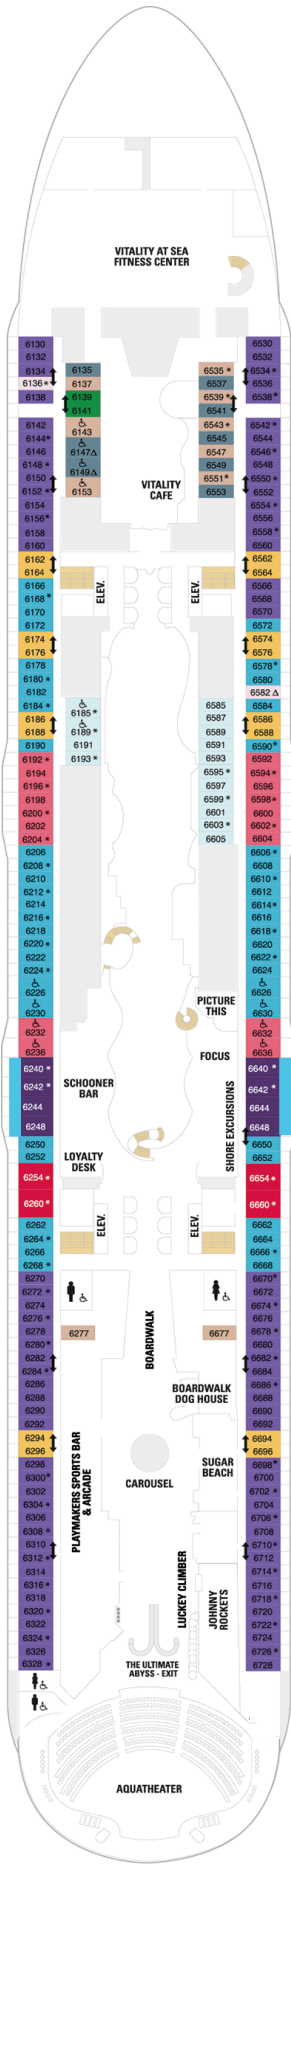 VITALITY AT SEA
FITNESS CENTER
6130 6530
6132 6532
6134 6135 6535 * 6534 *
6136 * 6137 6537 6536
6138 6139 6539 * 6538 *
6141 6541
6142 6143 6543 * 6542
6144 * 6545 6544
6146 6147 Δ 6547 6546
6148 * 6149 Δ 6549 6548
6150 6551 * 6550 *
6152 * 6153 6553 6552
VITALITY
CAFE
6154 6554 *
6156 * 6556
6158 6558 *
6160 6560
6162 6562
6164 6564
ELEV. ELEV.
6166 6566
6168 * 6568
6170 6570
6172 6572
6174 6574
6176 6576
6178 6578 *
6180 * 6580
6182 6582 Δ
6184 * 6185 * 6585 6584
6186 6587 6586
6188 6189 * 6589 6588
6190 6191 6591 6590 *
6192 * 6193 * 6593 6592
6194 6595 * 6594 *
6196 * 6597 6596
6198 6599 * 6598 *
6200 * 6601 6600
6202 6603 * 6602 *
6204 * 6605 6604
6206 6606 *
6208 * 6608
6210 6610 *
6212 * 6612
6214 6614 *
6216 * 6616
6218 6618 *
6220 * 6620
6222 6622 *
6224 * 6624
6226 6626
6230 6630
PICTURE
THIS
6232 6632
6236 6636
FOCUS
6240 * 6640 *
6242 * 6642 *
6244 6644
6248 6648
SCHOONER
BAR
SHORE EXCURSIONS
6250 6650
6252 6652
LOYALTY
DESK
6254 * 6654 *
6260 * 6660 *
ELEV. ELEV.
6262 6662
6264 * 6664
6266 6666 *
6268 * 6668
6270 6670 *
6272 * 6672
6274 6674 *
6276 * 6676
6278 6277 6677 6678 *
6280 * 6680
BOARDWALK
6282 6682 *
6284 * 6684
6286 6686 *
6288 6688
6290 6690
6292 6692
BOARDWALK
DOG HOUSE
6294 6694
6296 6696
6298 6698 *
6300 * 6700
6302 6702 *
6304 * 6704
6306 6706 *
6308 * 6708
PLAYMAKERS SPORTS BAR
& ARCADE
SUGAR
BEACH
CAROUSEL
6310 6710 *
6312 * 6712
6314 6714 *
6316 * 6716
6318 6718 *
6320 * 6720
6322 6722 *
6324 * 6724
6326 6726 *
6328 * 6728
LUCKEY CLIMBER
JOHNNY
ROCKETS
THE ULTIMATE
ABYSS - EXIT
AQUATHEATER